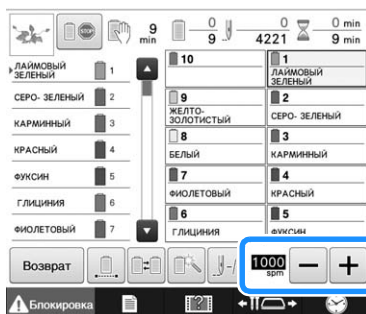 9 min
0
9
0
4221
0 min
9 min
ЛАЙМОВЫЙ
ЗЕЛЕНЫЙ
1
СЕРО- ЗЕЛЕНЫЙ 2
КАРМИННЫЙ 3
КРАСНЫЙ 4
ФУКСИН 5
ГЛИЦИНИЯ 6
ФИОЛЕТОВЫЙ 7
10
1
ЛАЙМОВЫЙ
ЗЕЛЕНЫЙ
9
ЖЕЛТО-
ЗОЛОТИСТЫЙ
2
СЕРО- ЗЕЛЕНЫЙ
8
БЕЛЫЙ
3
КАРМИННЫЙ
7
ФИОЛЕТОВЫЙ
4
КРАСНЫЙ
6
ГЛИЦИНИЯ
5
ФУКСИН
Возврат
1000
spm
Блокировка